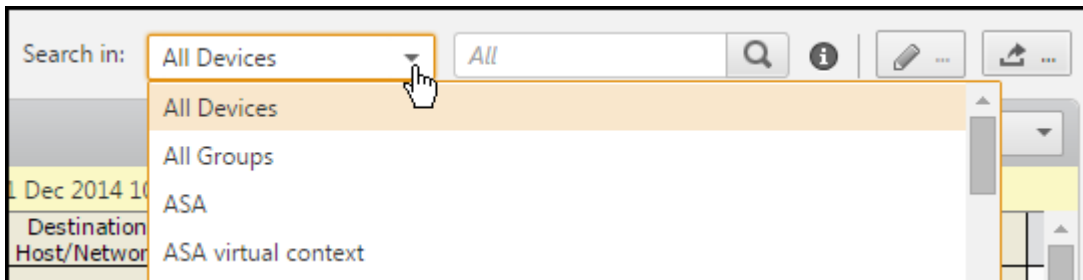 Search in: All Devices All ... ...
All Devices
All Groups
1 Dec 2014 10
ASA
Destination
Host/Networ
ASA virtual context